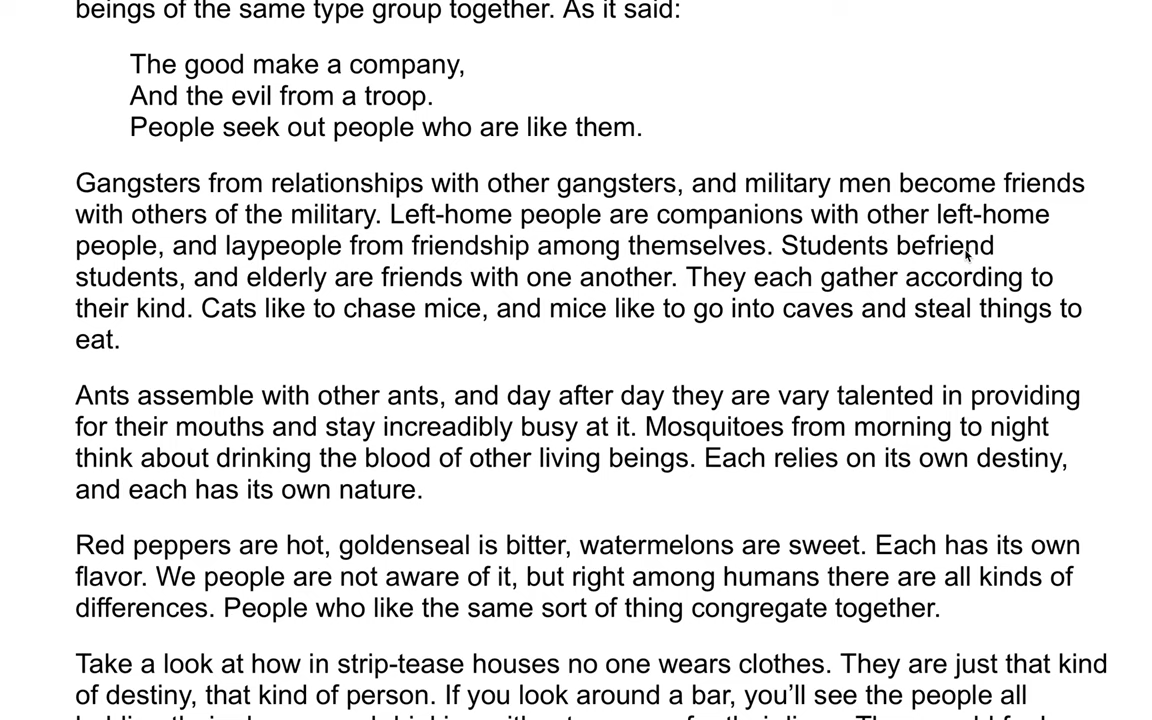 beings of the same type group together. As it said:
The good make a company,
And the evil from a troop.
People seek out people who are like them.
Gangsters from relationships with other gangsters, and military men become friends
with others of the military. Left-home people are companions with other left-home
people, and laypeople from friendship among themselves. Students befriend
students, and elderly are friends with one another. They each gather according to
their kind. Cats like to chase mice, and mice like to go into caves and steal things to
eat.
Ants assemble with other ants, and day after day they are vary talented in providing
for their mouths and stay increadibly busy at it. Mosquitoes from morning to night
think about drinking the blood of other living beings. Each relies on its own destiny,
and each has its own nature.
Red peppers are hot, goldenseal is bitter, watermelons are sweet. Each has its own
flavor. We people are not aware of it, but right among humans there are all kinds of
differences. People who like the same sort of thing congregate together.
Take a look at how in strip-tease houses no one wears clothes. They are just that kind
of destiny, that kind of person. If you look around a bar, you’ll see the people all